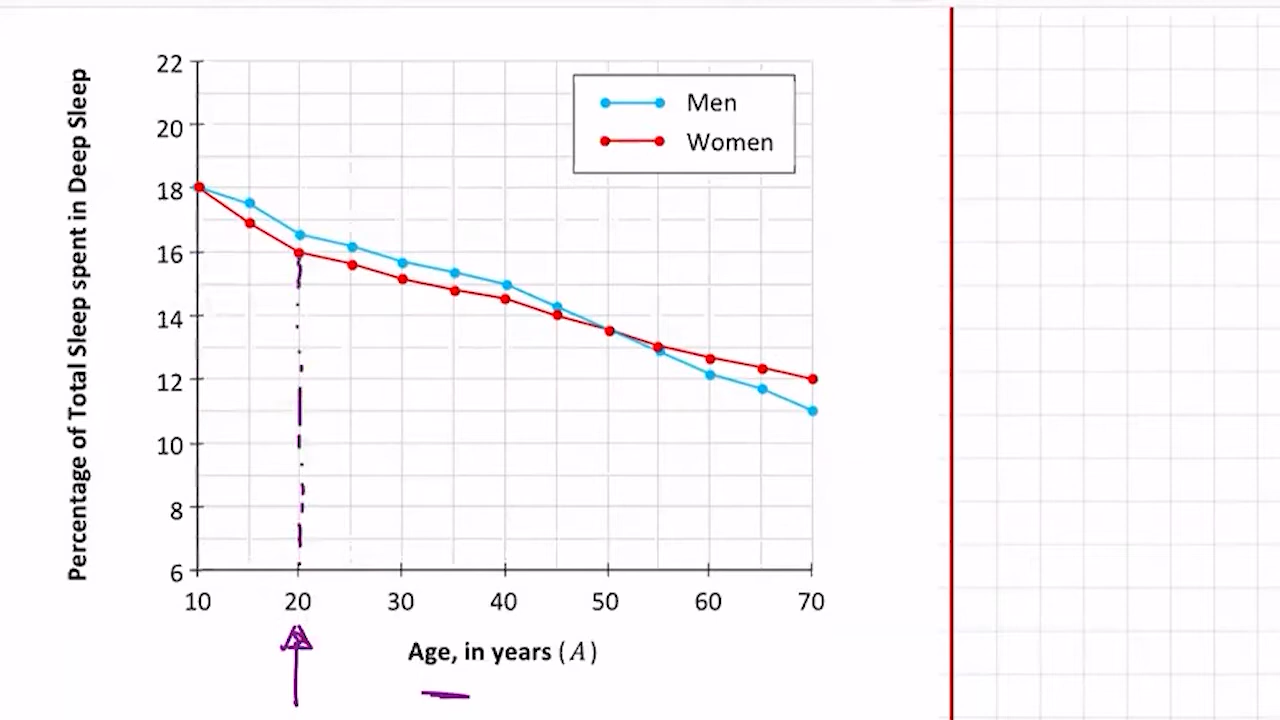 Percentage of Total Sleep spent in Deep Sleep
22
20
18
16
14
12
10
8
6
Men
Women
10 20 30 40 50 60 70
Age, in years (A)